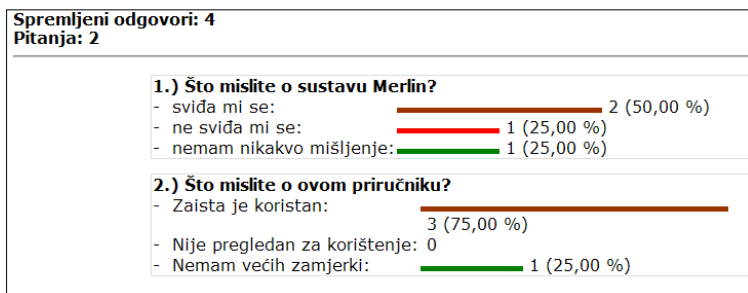 Spremljeni odgovori: 4
Pitanja: 2
1.) Što mislite o sustavu Merlin?
- sviđa mi se: 2 (50,00 %)
- ne sviđa mi se: 1 (25,00 %)
- nemam nikakvo mišljenje: 1 (25,00 %)
2.) Što mislite o ovom priručniku?
- Zaista je koristan:
3 (75,00 %)
- Nije pregledan za korištenje: 0
- Nemam većih zamjerki: 1 (25,00 %)